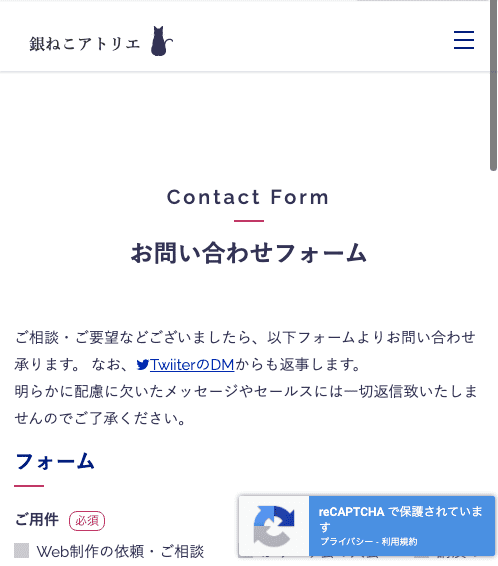 銀ねこアトリエ
Contact Form
お問い合わせフォーム
ご相談・ご要望などございましたら、以下フォームよりお問い合わせ
承ります。 なお、TwiiterのDMからも返事します。
明らかに配慮に欠いたメッセージやセールスには一切返信致いたしま
せんのでご了承ください。
フォーム
ご用件 必須
Web制作の依頼・ご相談
reCAPTCHA で保護されていま
す
プライバシー - 利用規約